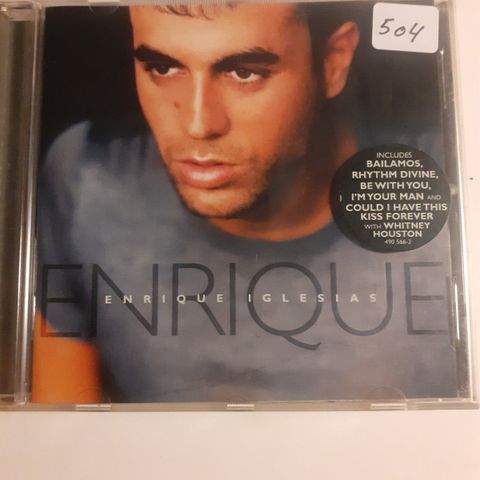 504
INCLUDES
BAILAMOS,
RHYTHM DIVINE,
BE WITH YOU,
I'M YOUR MAN AND
COULD I HAVE THIS
KISS FOREVER
WITH WHITNEY
HOUSTON
490 566-2
ENRIQUE
ENRIQUE IGLESIAS